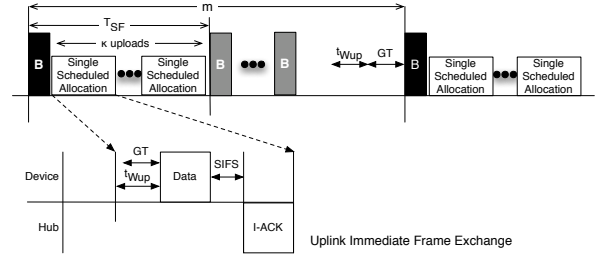 m
T_SF
κ uploads
B
Single
Scheduled
Allocation
Single
Scheduled
Allocation
B
B
t_Wup
GT
B
Single
Scheduled
Allocation
Single
Scheduled
Allocation
GT
t_Wup
Device
Data
SIFS
Hub
I-ACK
Uplink Immediate Frame Exchange